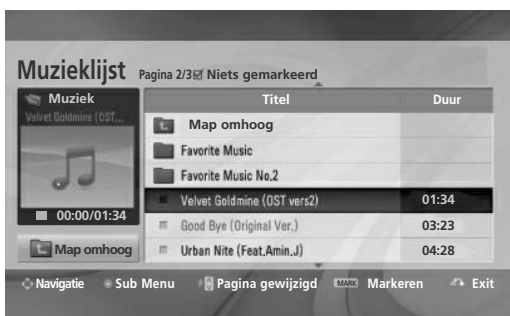 Muzieklijst Pagina 2/3 Niets gemarkeerd
Muziek
Velvet Goldmine (OST...
00:00/01:34
Map omhoog
Titel Duur
Map omhoog
Favorite Music
Favorite Music No.2
Velvet Goldmine (OST vers2) 01:34
Good Bye (Original Ver.) 03:23
Urban Nite (Feat.Amin.J) 04:28
Navigatie Sub Menu Pagina gewijzigd MARK Markeren Exit